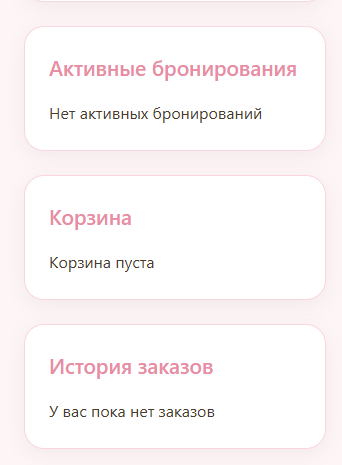 Активные бронирования
Нет активных бронирований
Корзина
Корзина пуста
История заказов
У вас пока нет заказов